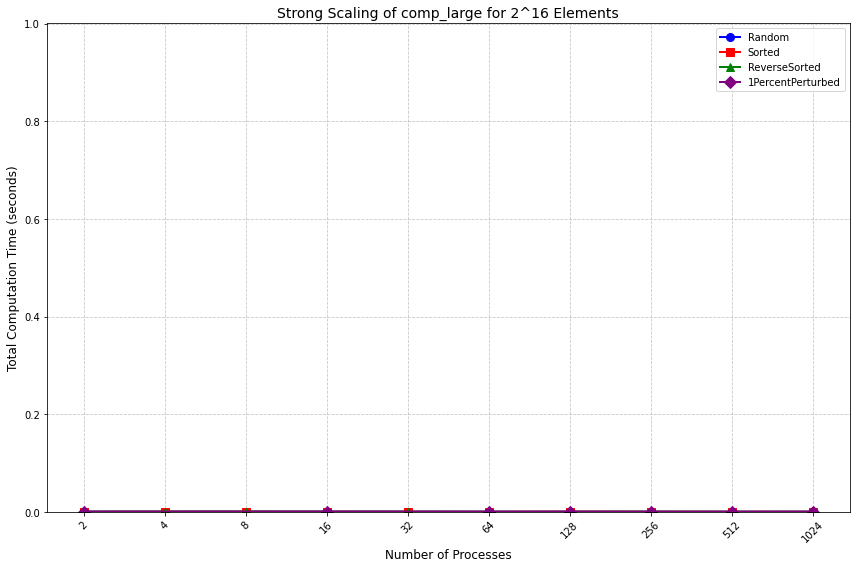 Strong Scaling of comp_large for 2^16 Elements
Random
Sorted
ReverseSorted
1PercentPerturbed
Total Computation Time (seconds)
1.0
0.8
0.6
0.4
0.2
0.0
2 4 8 16 32 64 128 256 512 1024
Number of Processes